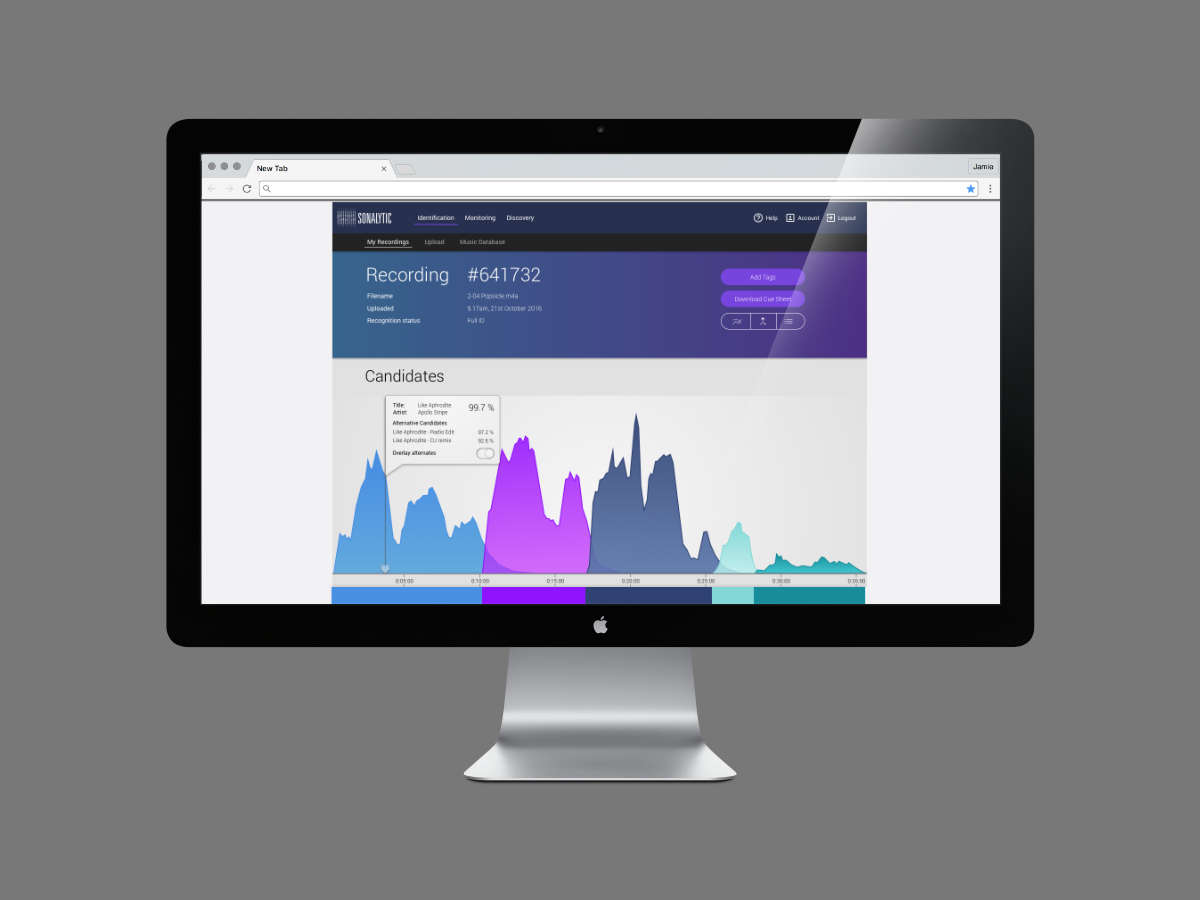 New Tab
Jamie
SONALYTIC Identification Monitoring Discovery Help Account Logout
My Recordings Upload Music Database
Recording #641732
Filename 2-04 Popsicle.m4a
Uploaded 5.17am, 21st October 2016
Recognition status Full ID
Add Tags
Download Cue Sheet
Candidates
Title: Like Aphrodite 99.7 %
Artist: Apollo Stripe
Alternative Candidates
Like Aphrodite - Radio Edit 97.2 %
Like Aphrodite - CLI remix 92.6 %
Overlay alternates
0:05:00 0:10:00 0:15:00 0:20:00 0:25:00 0:30:00 0:35:00